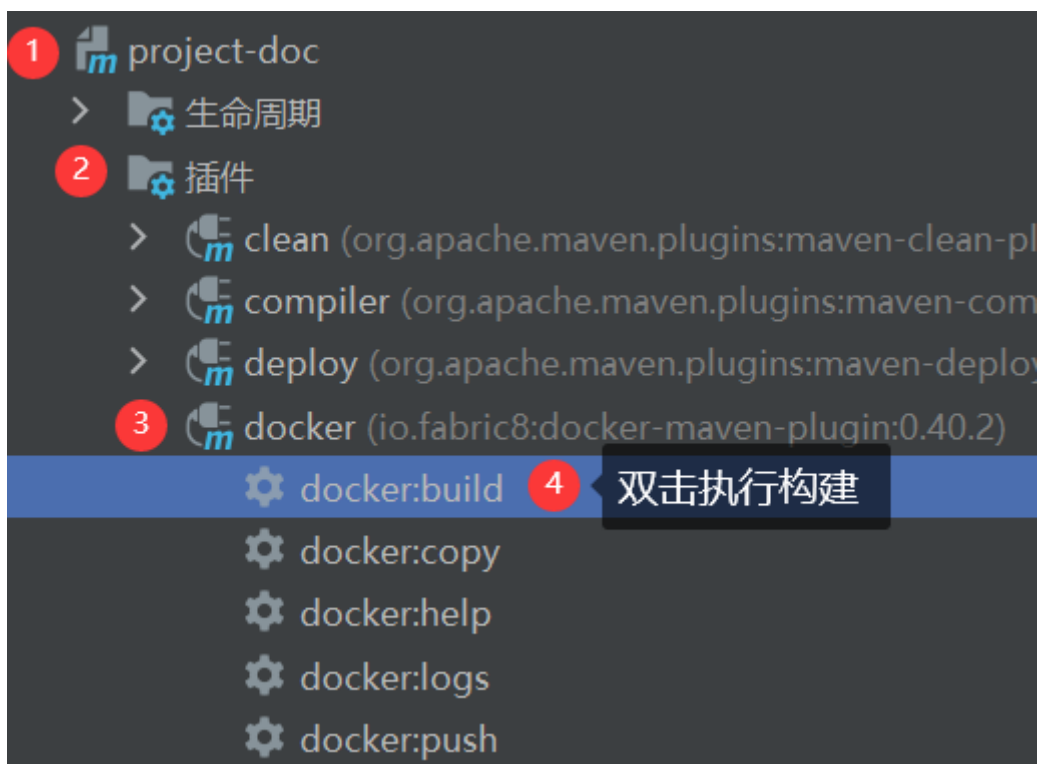 1 project-doc
生命周期
2 插件
clean (org.apache.maven.plugins:maven-clean-pl
compiler (org.apache.maven.plugins:maven-com
deploy (org.apache.maven.plugins:maven-deploy
3 docker (io.fabric8:docker-maven-plugin:0.40.2)
docker:build 4 双击执行构建
docker:copy
docker:help
docker:logs
docker:push